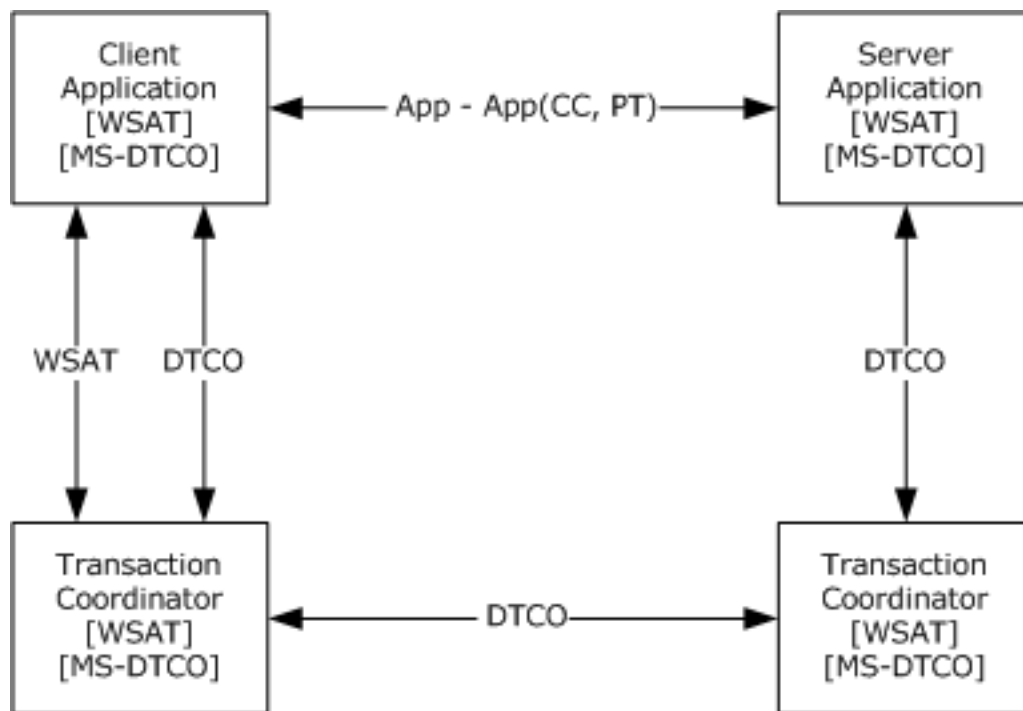 Client
Application
[WSAT]
[MS-DTCO]
App - App(CC, PT)
Server
Application
[WSAT]
[MS-DTCO]
WSAT
DTCO
DTCO
Transaction
Coordinator
[WSAT]
[MS-DTCO]
DTCO
Transaction
Coordinator
[WSAT]
[MS-DTCO]